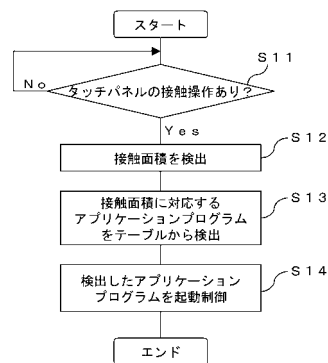 スタート
S11
タッチパネルの接触操作あり?
No
Yes
S12
接触面積を検出
S13
接触面積に対応する
アプリケーションプログラム
をテーブルから検出
S14
検出したアプリケーション
プログラムを起動制御
エンド